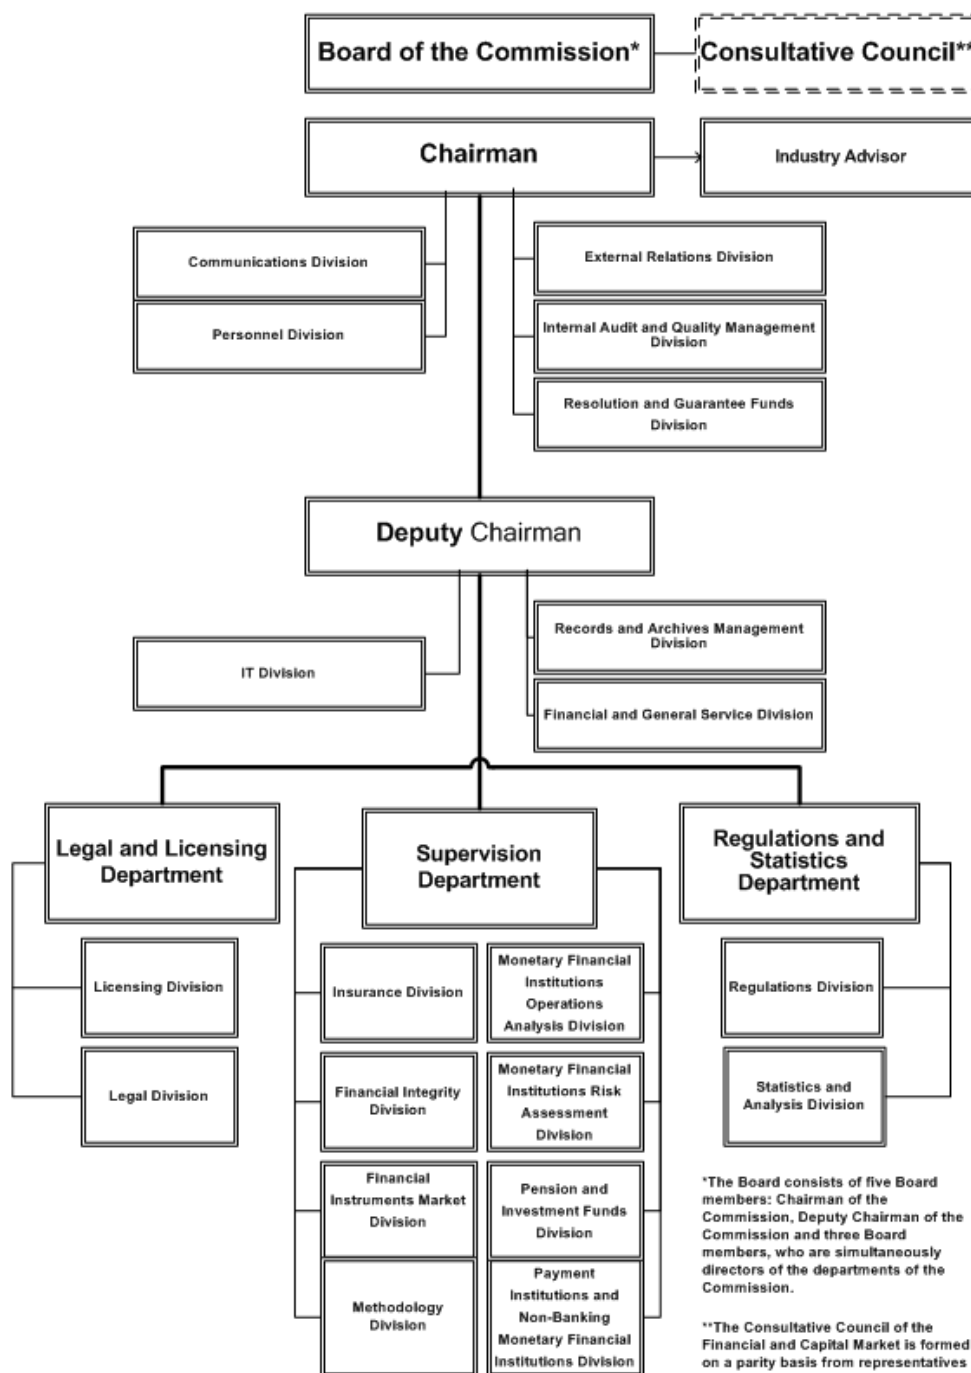 Board of the Commission*
Consultative Council**
Chairman
Industry Advisor
Communications Division
External Relations Division
Personnel Division
Internal Audit and Quality Management
Division
Resolution and Guarantee Funds
Division
Deputy Chairman
IT Division
Records and Archives Management
Division
Financial and General Service Division
Legal and Licensing
Department
Supervision
Department
Regulations and
Statistics
Department
Licensing Division
Legal Division
Insurance Division
Monetary Financial
Institutions
Operations
Analysis Division
Financial Integrity
Division
Monetary Financial
Institutions Risk
Assessment
Division
Financial
Instruments Market
Division
Pension and
Investment Funds
Division
Methodology
Division
Payment
Institutions and
Non-Banking
Monetary Financial
Institutions Division
Regulations Division
Statistics and
Analysis Division
*The Board consists of five Board
members: Chairman of the
Commission, Deputy Chairman of the
Commission and three Board
members, who are simultaneously
directors of the departments of the
Commission.
**The Consultative Council of the
Financial and Capital Market is formed
on a parity basis from representatives